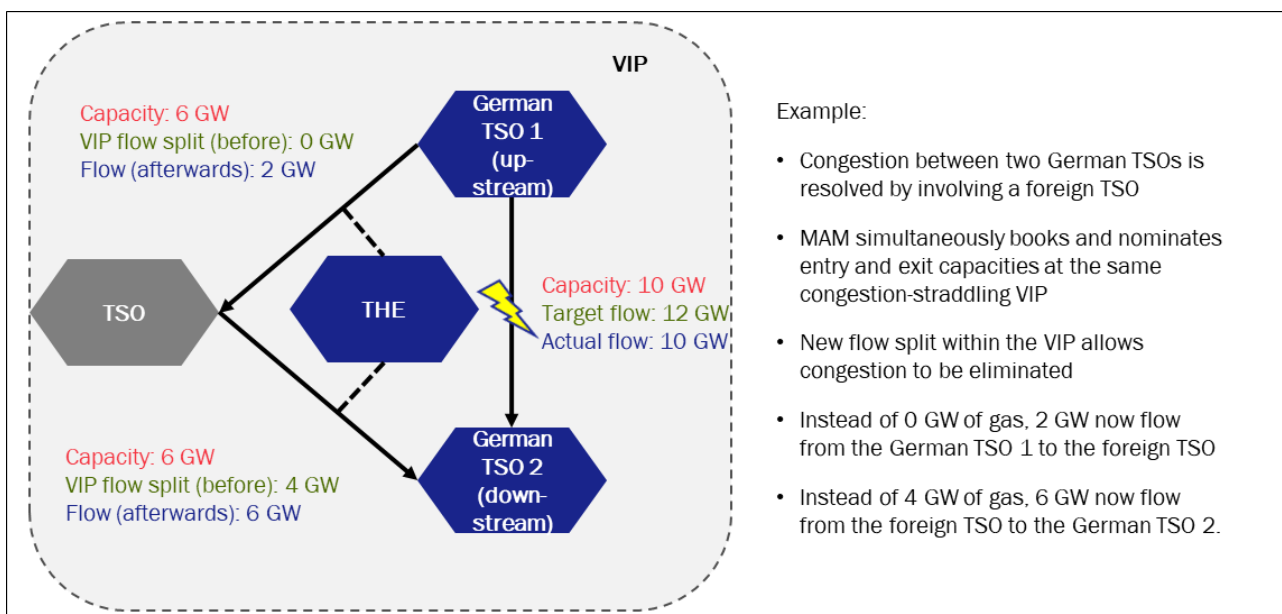 VIP
Capacity: 6 GW
VIP flow split (before): 0 GW
Flow (afterwards): 2 GW
German
TSO 1
(up-
stream)
TSO
THE
Capacity: 10 GW
Target flow: 12 GW
Actual flow: 10 GW
Capacity: 6 GW
VIP flow split (before): 4 GW
Flow (afterwards): 6 GW
German
TSO 2
(down-
stream)
Example:
• Congestion between two German TSOs is
resolved by involving a foreign TSO
• MAM simultaneously books and nominates
entry and exit capacities at the same
congestion-straddling VIP
• New flow split within the VIP allows
congestion to be eliminated
• Instead of 0 GW of gas, 2 GW now flow
from the German TSO 1 to the foreign TSO
• Instead of 4 GW of gas, 6 GW now flow
from the foreign TSO to the German TSO 2.